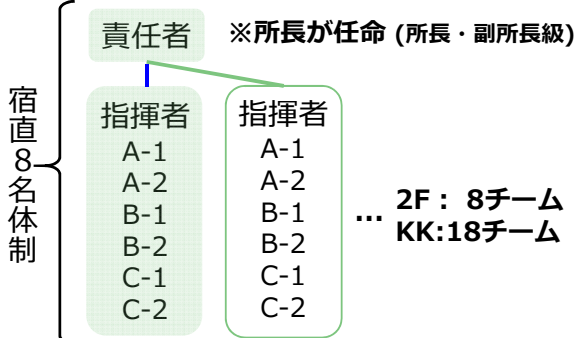 責任者
※所長が任命 (所長・副所長級)
宿直8名体制
指揮者
A-1
A-2
B-1
B-2
C-1
C-2
指揮者
A-1
A-2
B-1
B-2
C-1
C-2
…
2F： 8チーム
KK:18チーム